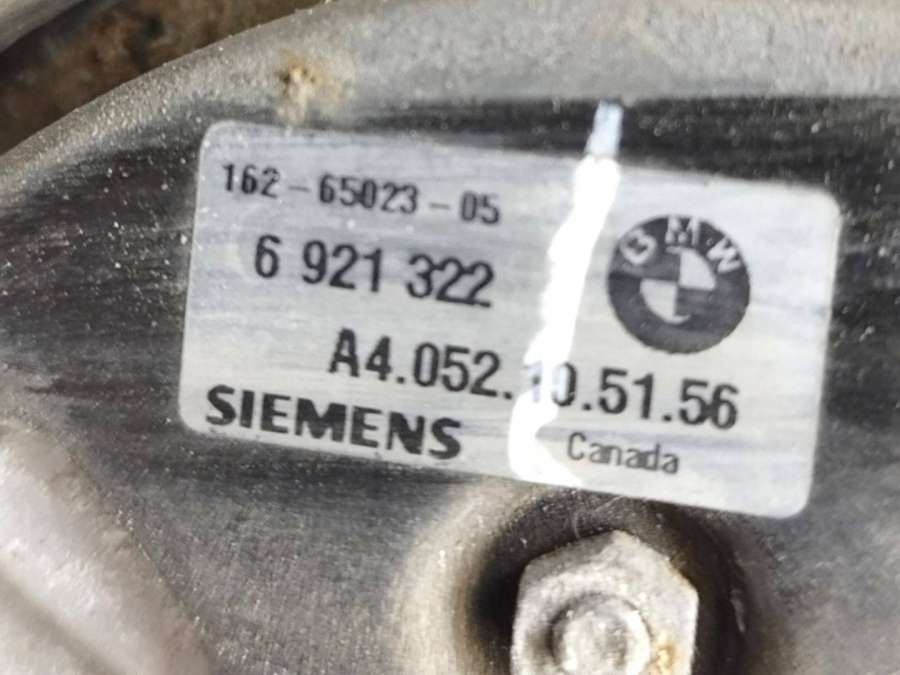 162-65023-05
6 921 322
BMW
A4.052.10.51.56
SIEMENS
Canada